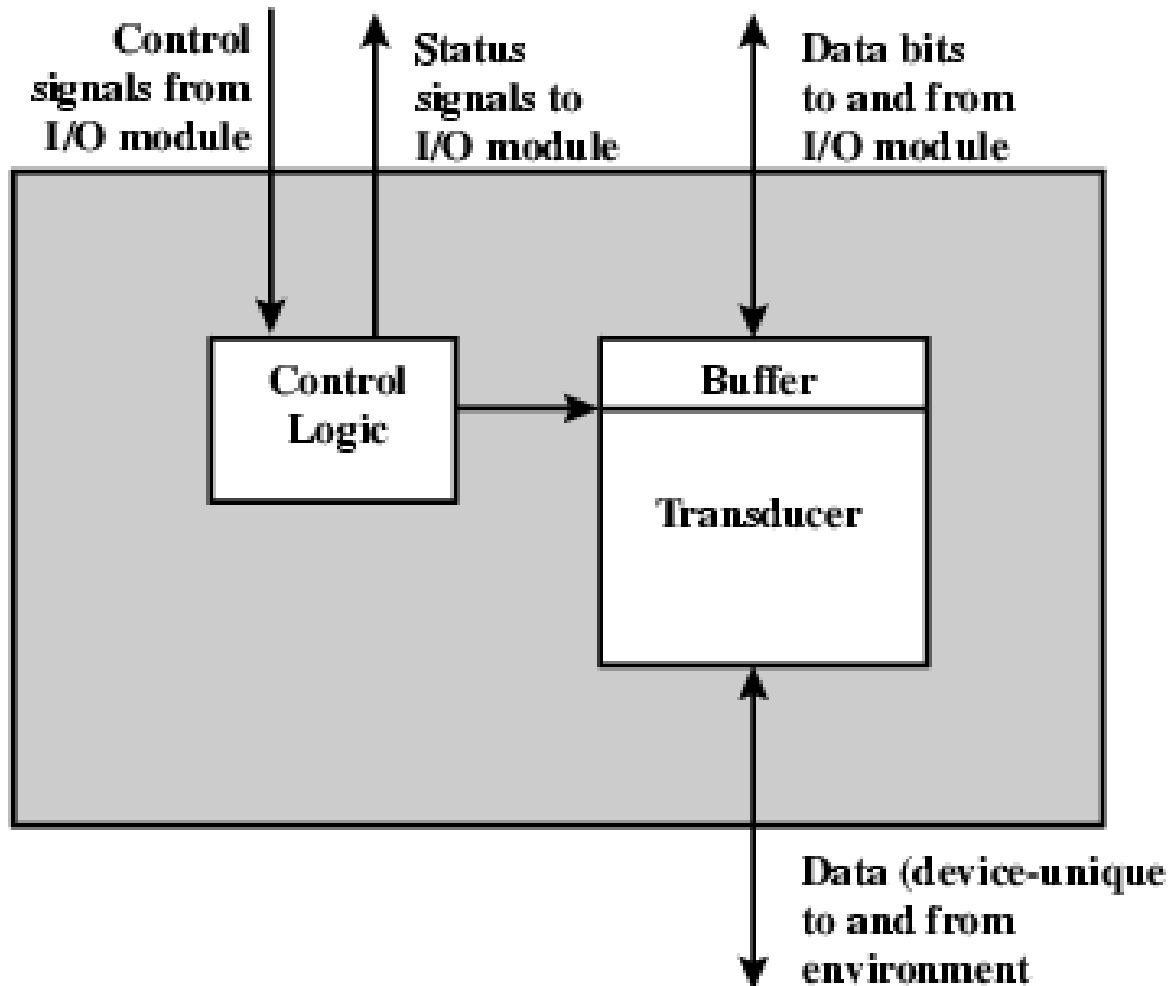 Control
signals from
I/O module
Status
signals to
I/O module
Data bits
to and from
I/O module
Control
Logic
Buffer
Transducer
Data (device-unique
to and from
environment